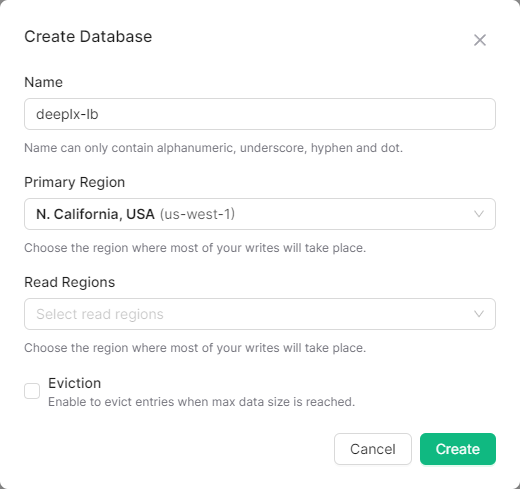 Create Database
Name
deeplx-lb
Name can only contain alphanumeric, underscore, hyphen and dot.
Primary Region
N. California, USA (us-west-1)
Choose the region where most of your writes will take place.
Read Regions
Select read regions
Choose the region where most of your writes will take place.
Eviction
Enable to evict entries when max data size is reached.
Cancel
Create